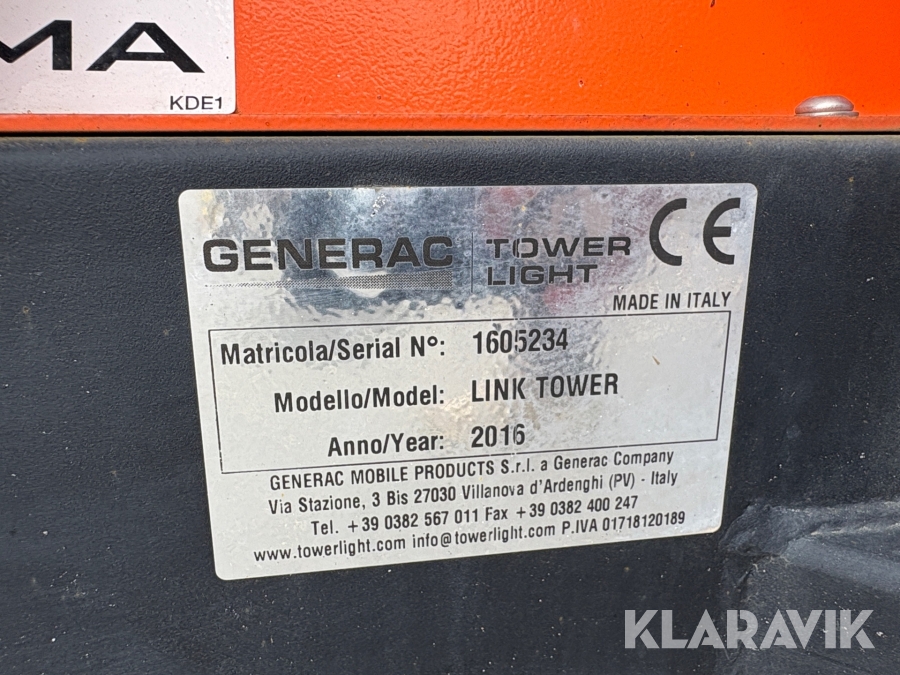 MA
KDE1
GENERAC
TOWER
LIGHT
CE
MADE IN ITALY
Matricola/Serial N°: 1605234
Modello/Model: LINK TOWER
Anno/Year: 2016
GENERAC MOBILE PRODUCTS S.r.l. a Generac Company
Via Stazione, 3 Bis 27030 Villanova d'Ardenghi (PV) - Italy
Tel. +39 0382 567 011 Fax +39 0382 400 247
www.towerlight.com info@towerlight.com P.IVA 01718120189
KLARAVIK